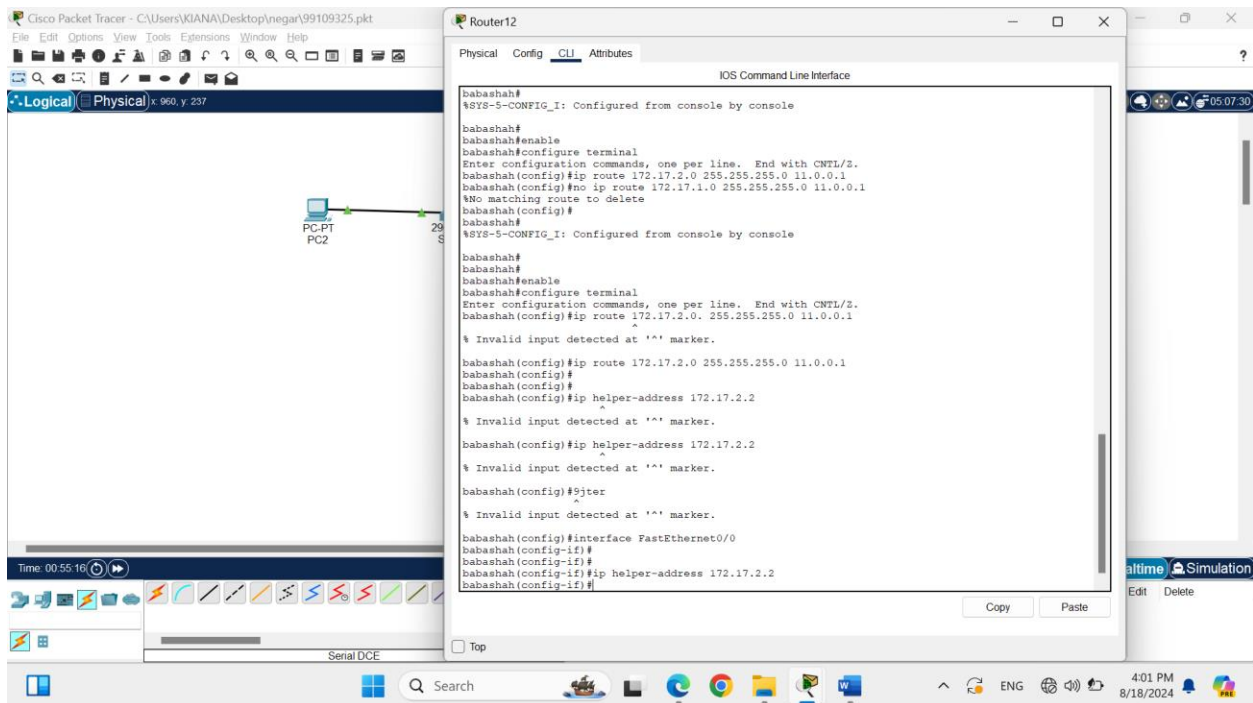 Cisco Packet Tracer - C:\Users\KIANA\Desktop\negar\99109325.pkt
File Edit Options View Tools Extensions Window Help
?
Logical Physical x: 960, y: 237
05:07:30
PC-PT
PC2
29
S
Time: 00:55:16
altime Simulation
Edit Delete
Serial DCE
Router12
Physical Config CLI Attributes
IOS Command Line Interface
babashah#
%SYS-5-CONFIG_I: Configured from console by console
babashah#
babashah#enable
babashah#configure terminal
Enter configuration commands, one per line. End with CNTL/Z.
babashah(config)#ip route 172.17.2.0 255.255.255.0 11.0.0.1
babashah(config)#no ip route 172.17.1.0 255.255.255.0 11.0.0.1
%No matching route to delete
babashah(config)#
babashah#
%SYS-5-CONFIG_I: Configured from console by console
babashah#
babashah#
babashah#enable
babashah#configure terminal
Enter configuration commands, one per line. End with CNTL/Z.
babashah(config)#ip route 172.17.2.0. 255.255.255.0 11.0.0.1
^
% Invalid input detected at '^' marker.
babashah(config)#ip route 172.17.2.0 255.255.255.0 11.0.0.1
babashah(config)#
babashah(config)#
babashah(config)#ip helper-address 172.17.2.2
^
% Invalid input detected at '^' marker.
babashah(config)#ip helper-address 172.17.2.2
^
% Invalid input detected at '^' marker.
babashah(config)#9jter
^
% Invalid input detected at '^' marker.
babashah(config)#interface FastEthernet0/0
babashah(config-if)#
babashah(config-if)#
babashah(config-if)#ip helper-address 172.17.2.2
babashah(config-if)#
Copy Paste
Top
Search
ENG
4:01 PM
8/18/2024
PRE